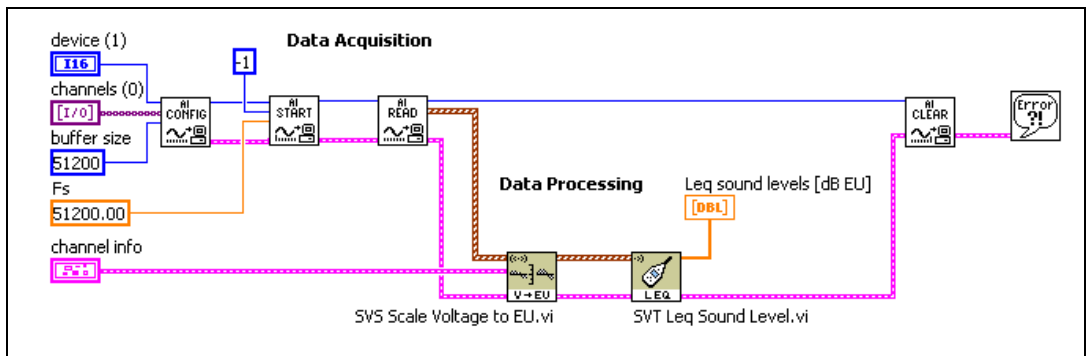 device (1)
Data Acquisition
I16
-1
channels (0)
[I/O]
AI CONFIG
AI START
AI READ
AI CLEAR
Error ?!
buffer size
51200
Fs
51200.00
Data Processing
Leq sound levels [dB EU]
[DBL]
channel info
V→EU
LEQ
SVS Scale Voltage to EU.vi
SVT Leq Sound Level.vi